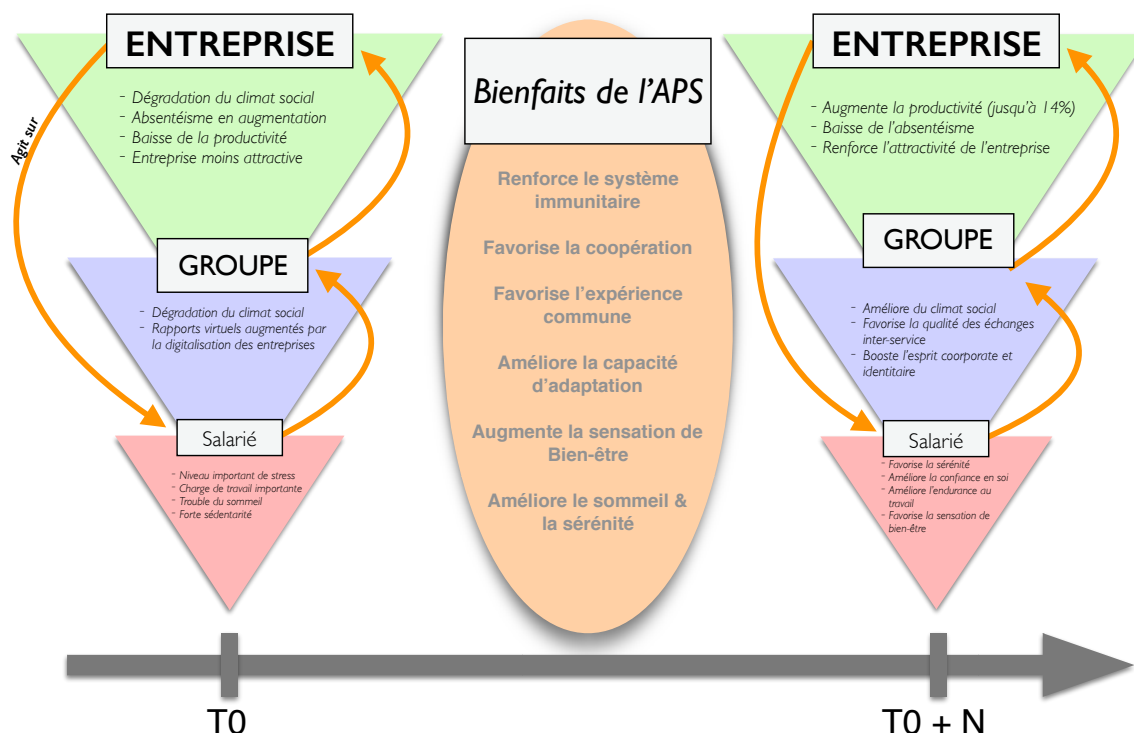 ENTREPRISE
- Dégradation du climat social
- Absentéisme en augmentation
- Baisse de la productivité
- Entreprise moins attractive
Agit sur
GROUPE
- Dégradation du climat social
- Rapports virtuels augmentés par
la digitalisation des entreprises
Salarié
- Niveau important de stress
- Charge de travail importante
- Trouble du sommeil
- Forte sédentarité
Bienfaits de l'APS
Renforce le système
immunitaire
Favorise la coopération
Favorise l'expérience
commune
Améliore la capacité
d'adaptation
Augmente la sensation de
Bien-être
Améliore le sommeil &
la sérénité
ENTREPRISE
- Augmente la productivité (jusqu'à 14%)
- Baisse de l'absentéisme
- Renforce l'attractivité de l'entreprise
GROUPE
- Améliore du climat social
- Favorise la qualité des échanges
inter-service
- Booste l'esprit coorporate et
identitaire
Salarié
- Favorise la sérénité
- Améliore la confiance en soi
- Améliore l'endurance au
travail
- Favorise la sensation de
bien-être
T0
T0 + N